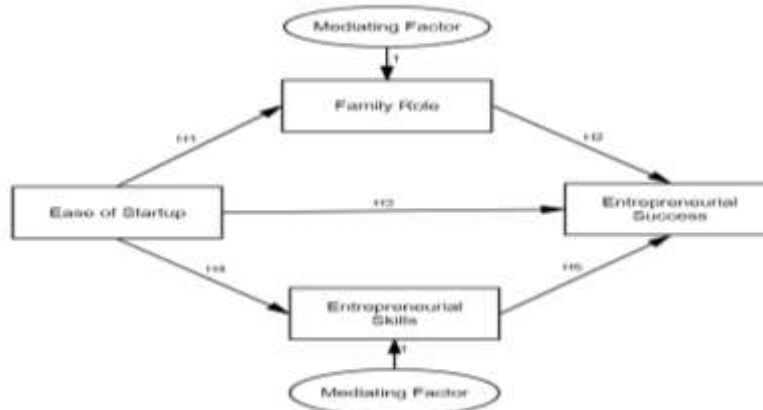 Mediating Factor
1
Family Role
H1
H2
Ease of Startup
H3
Entrepreneurial
Success
H4
H5
Entrepreneurial
Skills
1
Mediating Factor